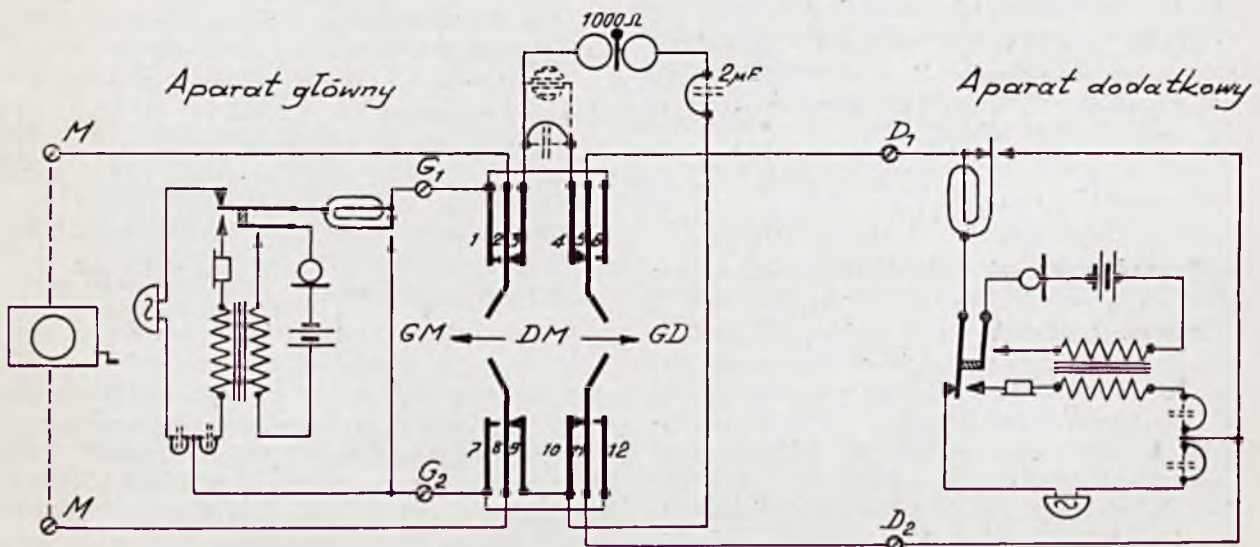 1000Ω
2μF
Aparat główny
Aparat dodatkowy
M
D₁
G₁
1 2 3 4 5 6
GM DM GD
7 8 9 10 11 12
G₂
M
D₂